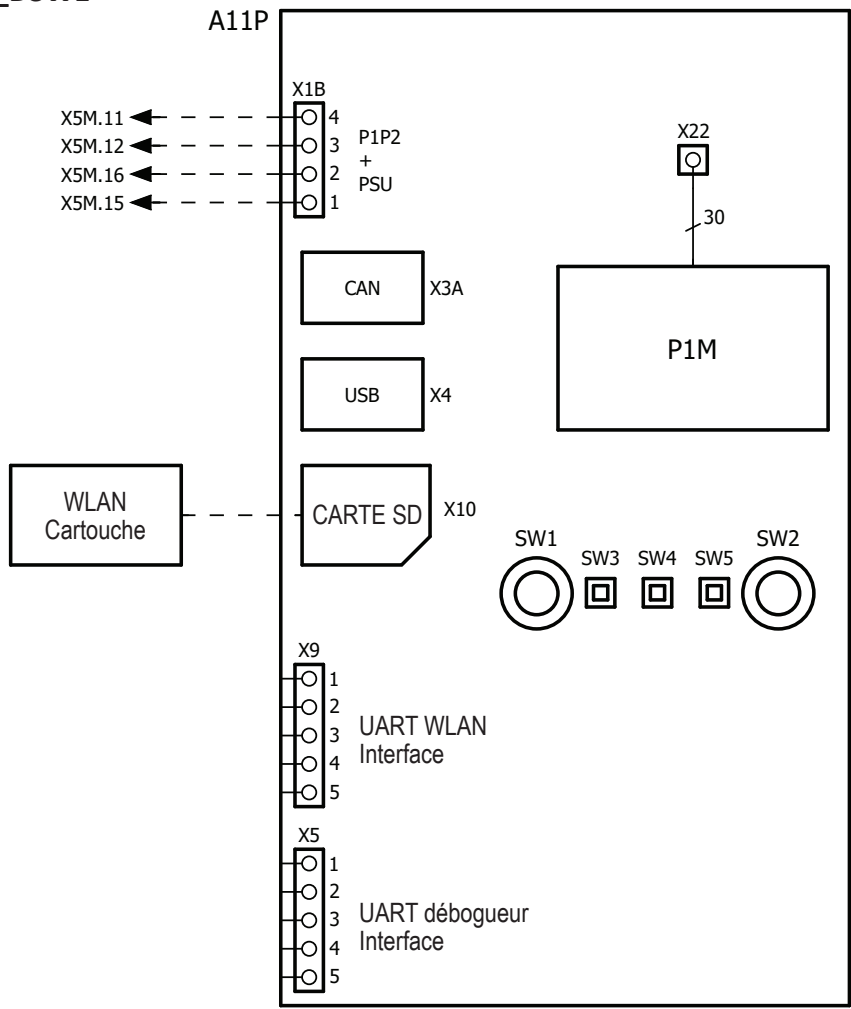 A11P
X1B
X5M.11 4
X5M.12 3 P1P2
+
X5M.16 2 PSU
X5M.15 1
X22
30
CAN X3A
P1M
USB X4
WLAN
Cartouche
CARTE SD X10
SW1 SW3 SW4 SW5 SW2
X9
1
2
3 UART WLAN
4 Interface
5
X5
1
2
3 UART débogueur
4 Interface
5